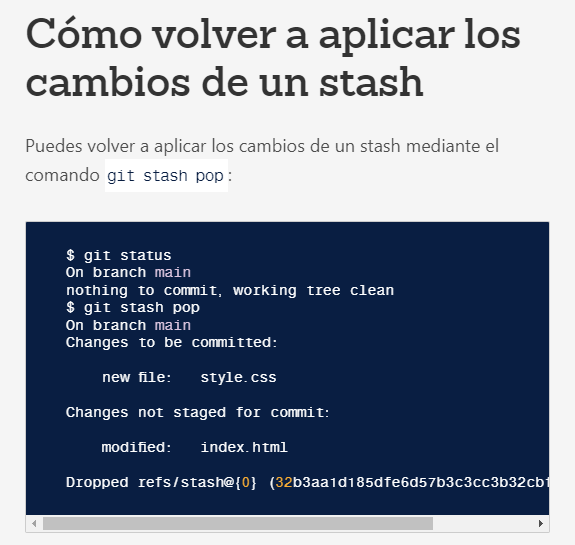 Cómo volver a aplicar los
cambios de un stash
Puedes volver a aplicar los cambios de un stash mediante el
comando git stash pop:
$ git status
On branch main
nothing to commit, working tree clean
$ git stash pop
On branch main
Changes to be committed:
new file: style.css
Changes not staged for commit:
modified: index.html
Dropped refs/stash@{0} (32b3aa1d185dfe6d57b3c3cc3b32cb1